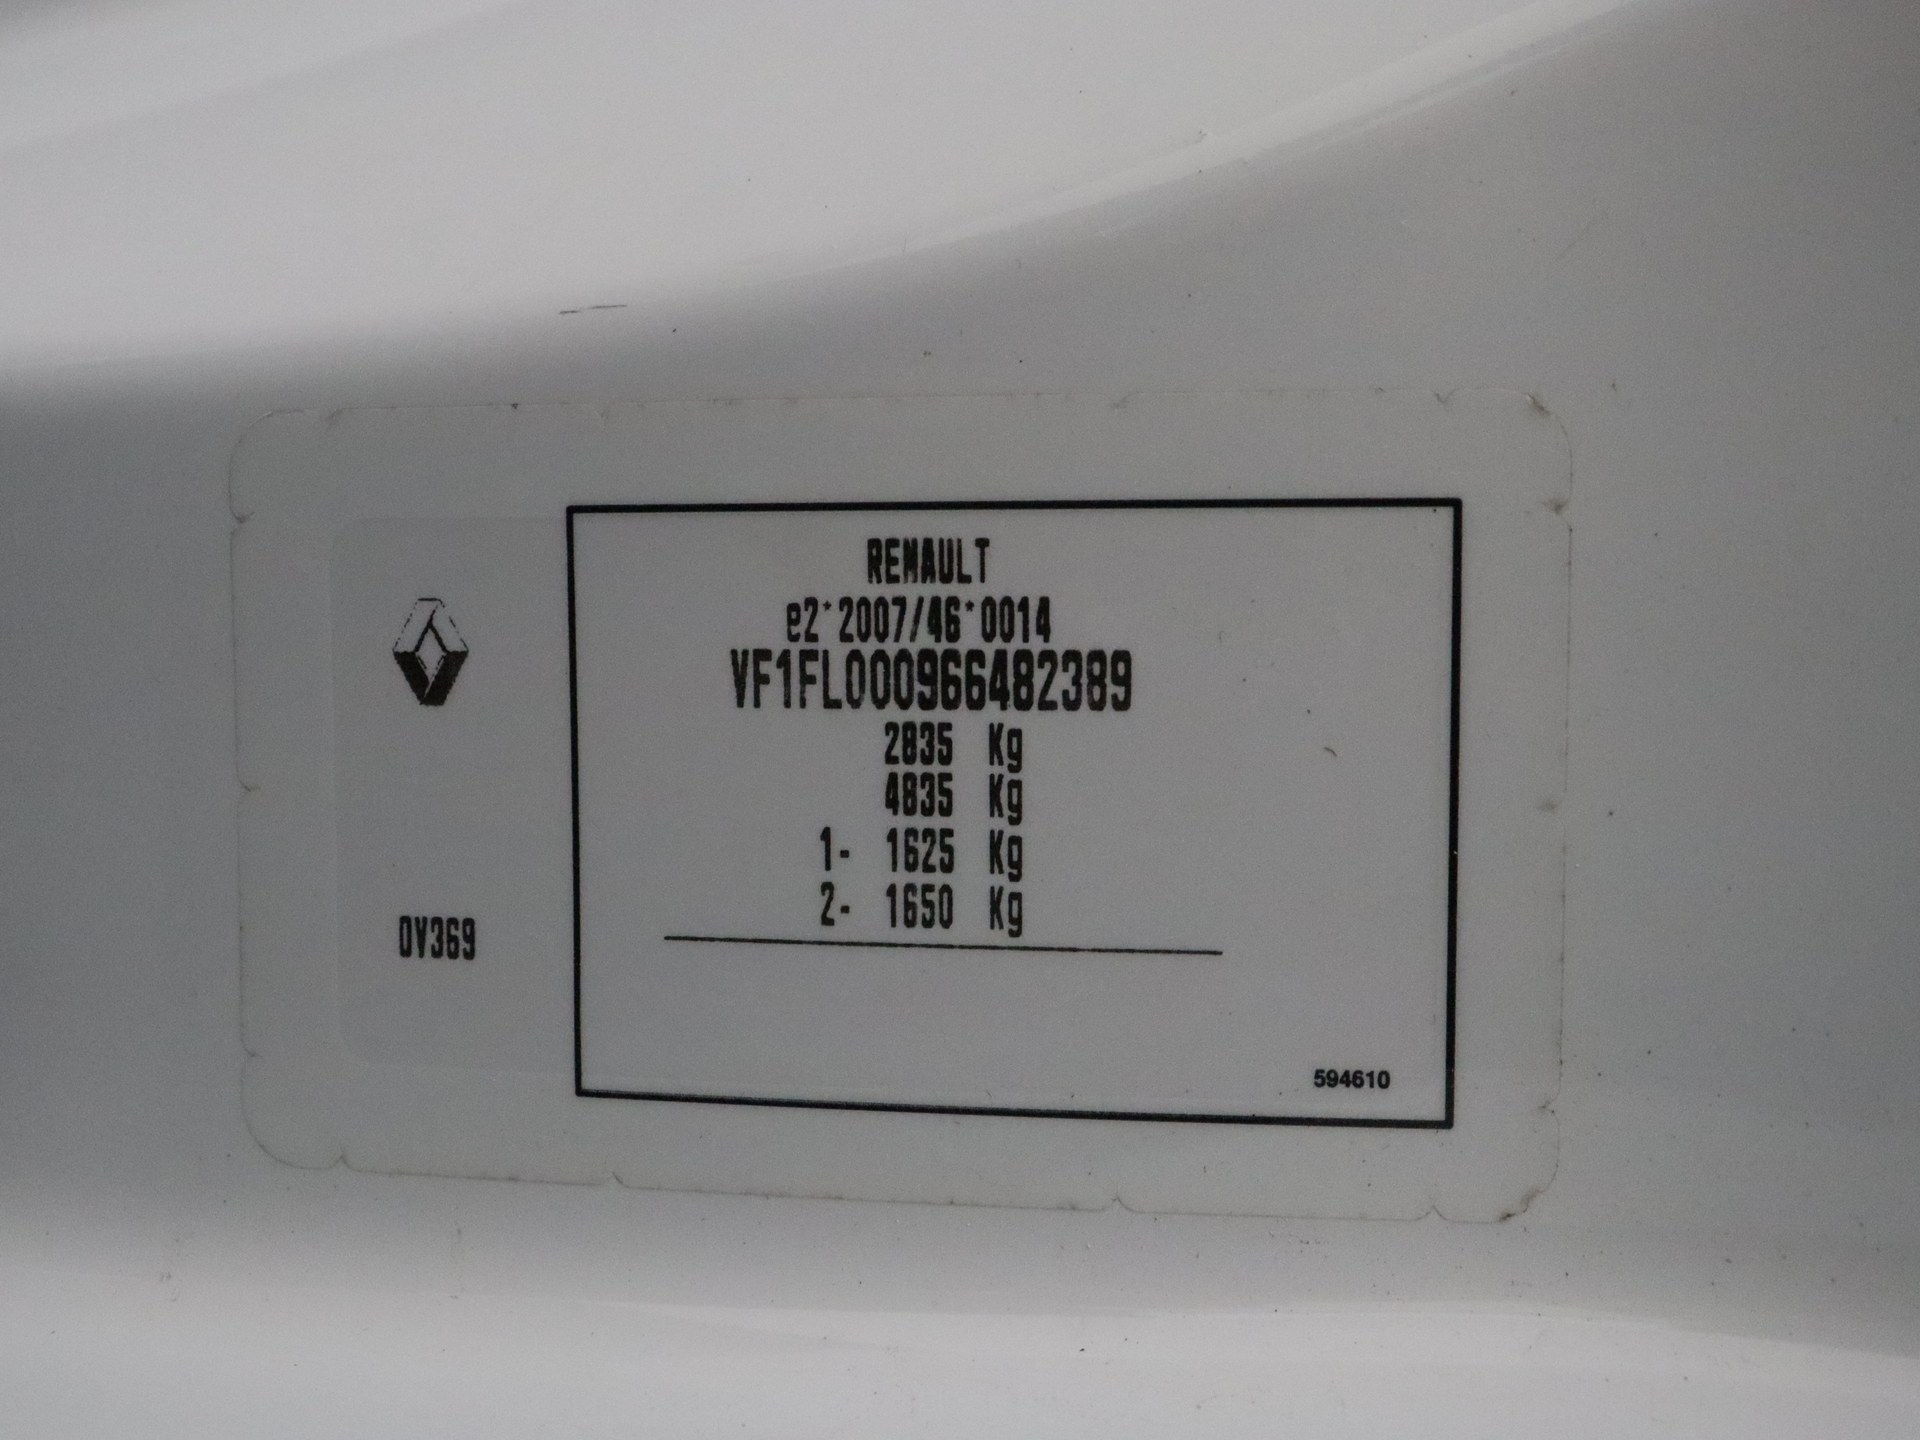 RENAULT
e2*2007/46*0014
VF1FL000966482389
2835 Kg
4835 Kg
1- 1625 Kg
2- 1650 Kg
0V369
594610